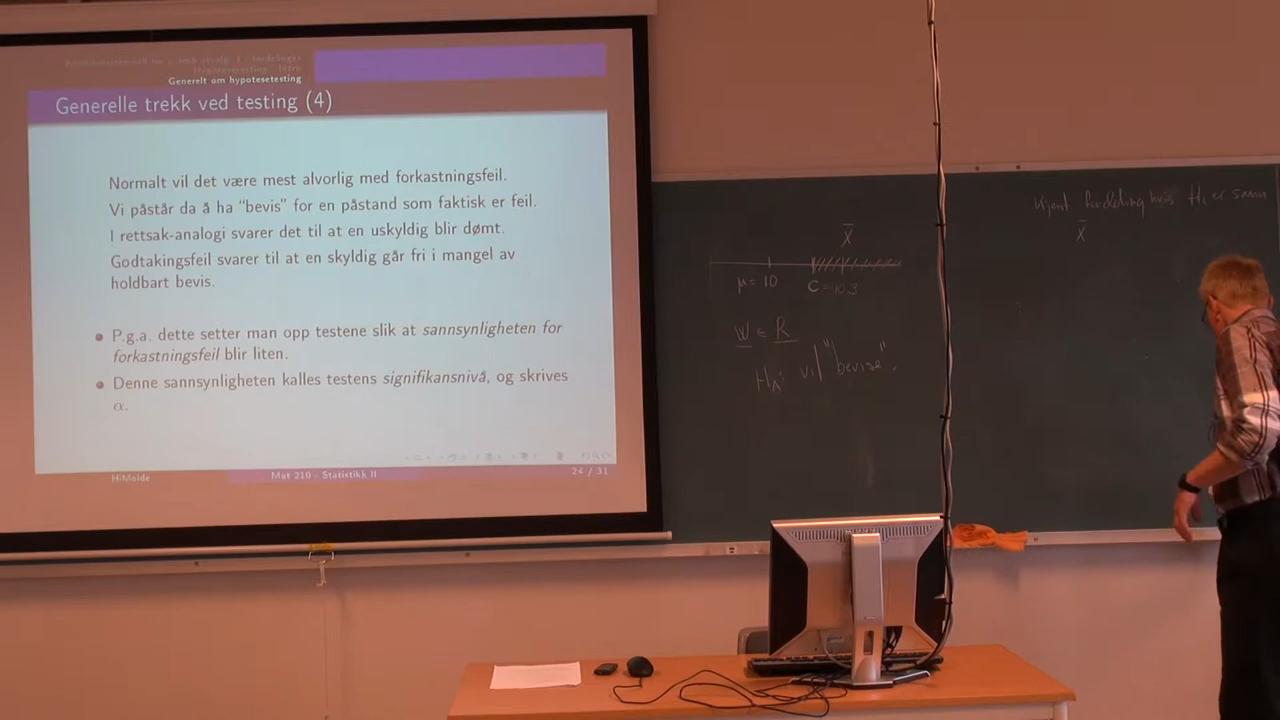 Generelt om hypotesetesting
Generelle trekk ved testing (4)
Normalt vil det være mest alvorlig med forkastningsfeil.
Vi påstår da å ha "bevis" for en påstand som faktisk er feil.
I rettsak-analogi svarer det til at en uskyldig blir dømt.
Godtakingsfeil svarer til at en skyldig går fri i mangel av
holdbart bevis.
P.g.a. dette setter man opp testene slik at sannsynligheten for
forkastningsfeil blir liten.
Denne sannsynligheten kalles testens signifikansnivå, og skrives
α.
HiMolde
Mat 210 - Statistikk II
24 / 31
X̄
μ = 10
C = 10.3
W ∈ R
H_A: vil "bevise".
Kjent fordeling hvis H er sann
X̄